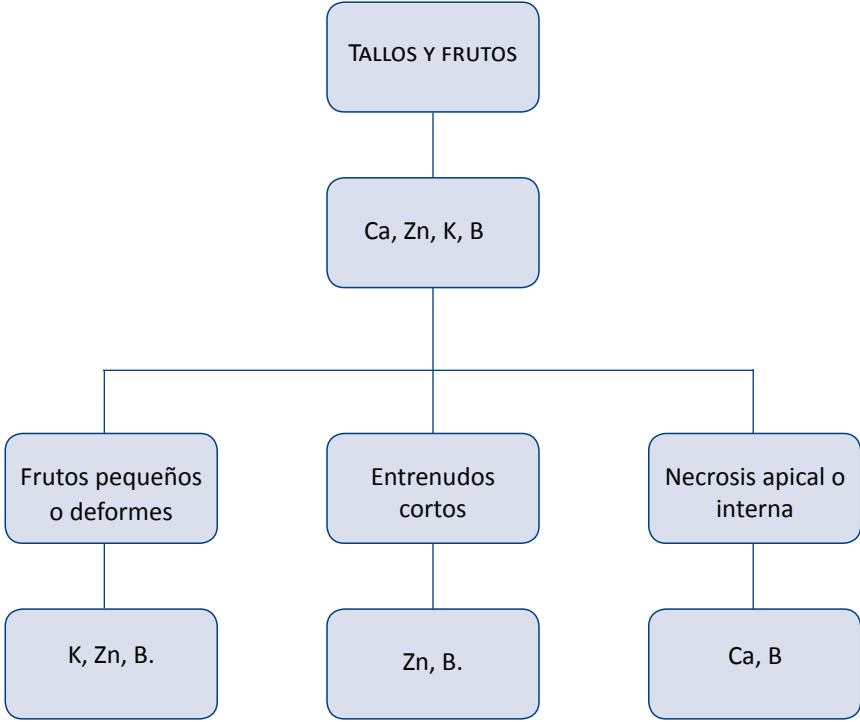 TALLOS Y FRUTOS
Ca, Zn, K, B
Frutos pequeños
o deformes
Entrenudos
cortos
Necrosis apical o
interna
K, Zn, B.
Zn, B.
Ca, B